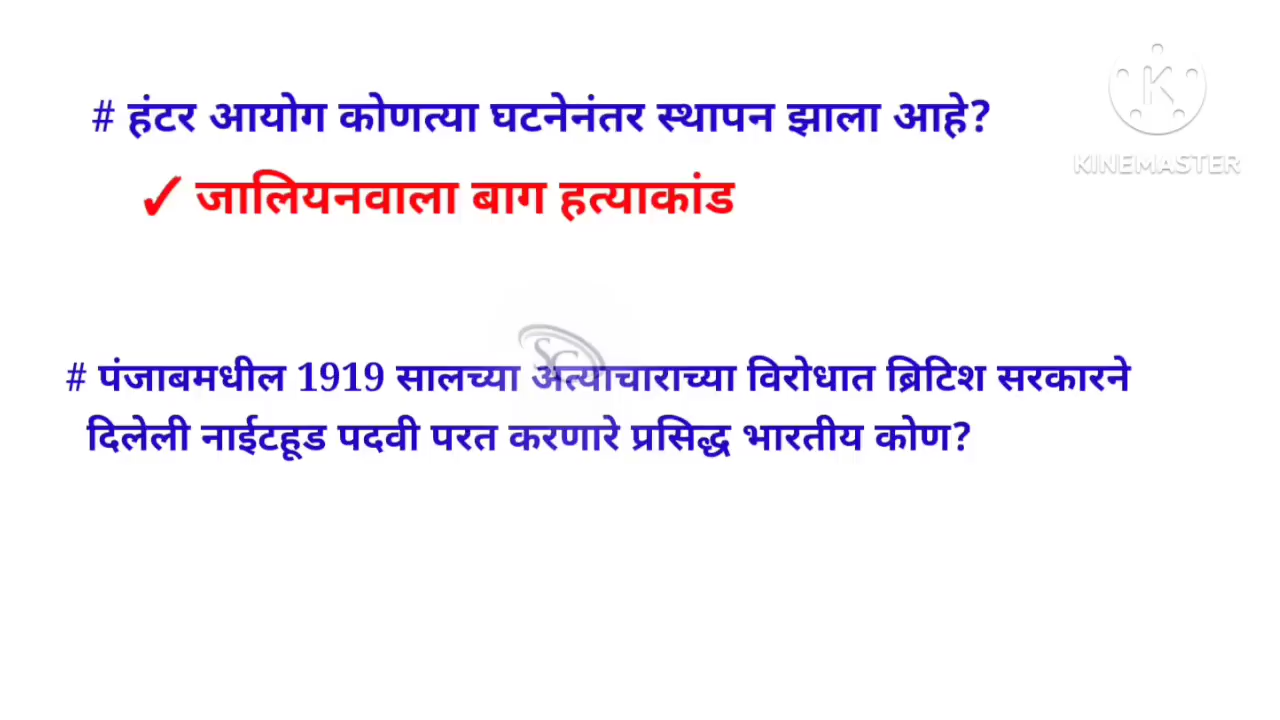 # हंटर आयोग कोणत्या घटनेनंतर स्थापन झाला आहे?
✓ जालियनवाला बाग हत्याकांड
# पंजाबमधील 1919 सालच्या अत्याचाराच्या विरोधात ब्रिटिश सरकारने
दिलेली नाईटहूड पदवी परत करणारे प्रसिद्ध भारतीय कोण?
K
KINEMASTER
SC